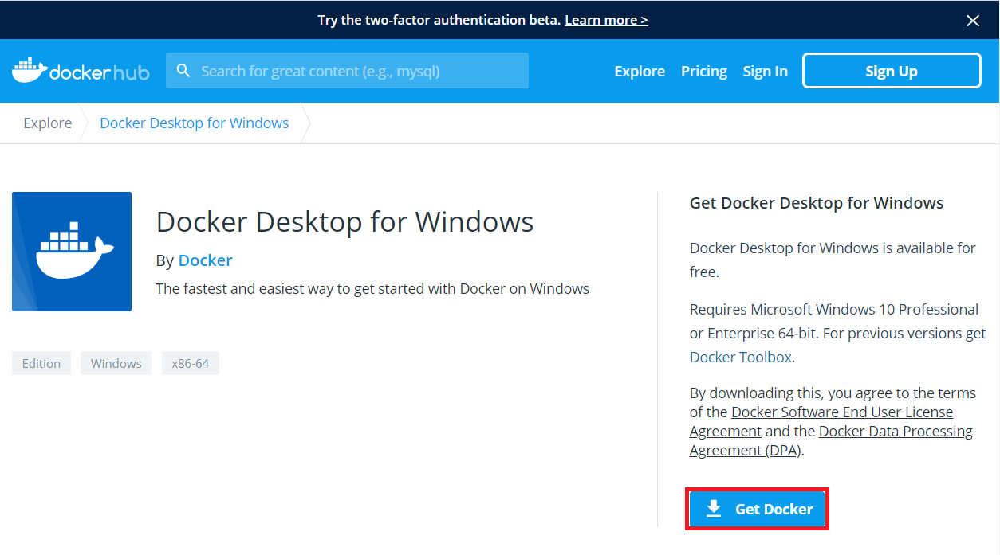 Try the two-factor authentication beta. Learn more >
dockerhub
Search for great content (e.g., mysql)
Explore
Pricing
Sign In
Sign Up
Explore
Docker Desktop for Windows
Docker Desktop for Windows
By Docker
The fastest and easiest way to get started with Docker on Windows
Edition
Windows
x86-64
Get Docker Desktop for Windows
Docker Desktop for Windows is available for
free.
Requires Microsoft Windows 10 Professional
or Enterprise 64-bit. For previous versions get
Docker Toolbox.
By downloading this, you agree to the terms
of the Docker Software End User License
Agreement and the Docker Data Processing
Agreement (DPA).
Get Docker